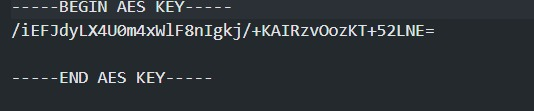 -----BEGIN AES KEY-----
/iEFJdyLX4U0m4xWlF8nIgkj/+KAIRzvOozKT+52LNE=
-----END AES KEY-----